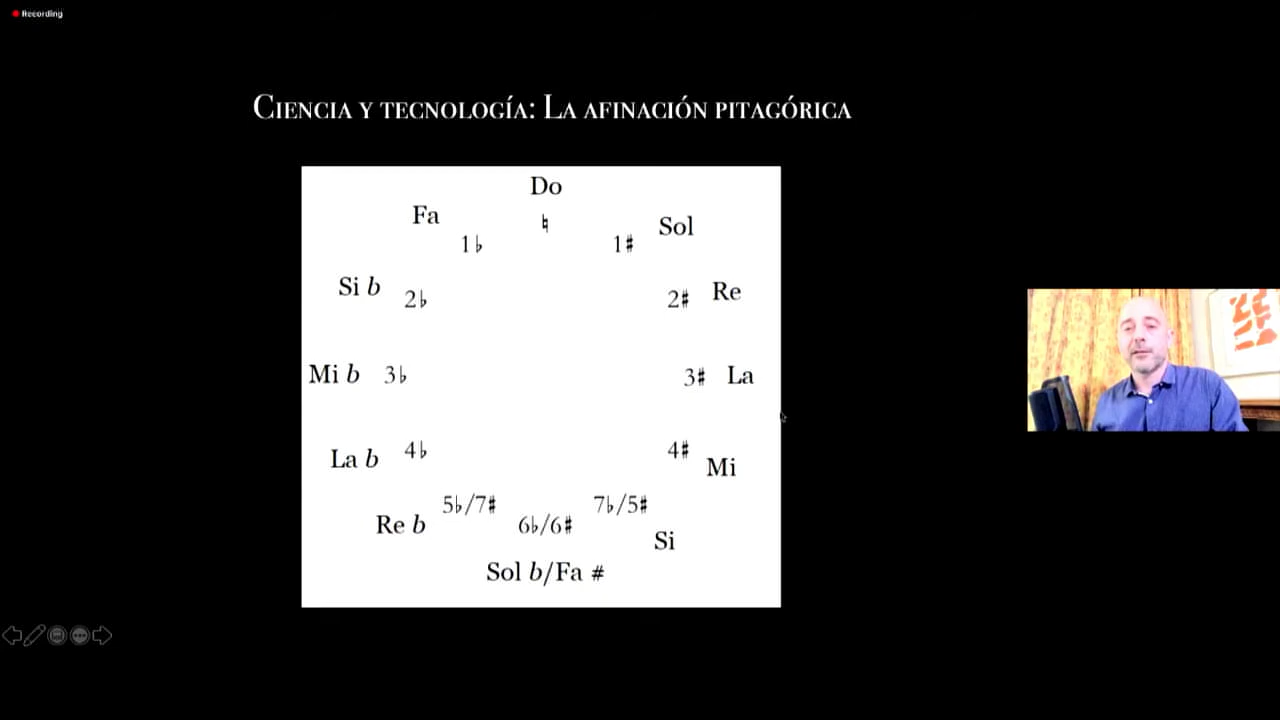 Recording
Ciencia y tecnología: La afinación pitagórica
Do
♮
Fa
1♭
1♯
Sol
Si b
2♭
2♯
Re
Mi b
3♭
3♯
La
La b
4♭
4♯
Mi
5♭/7♯
7♭/5♯
Re b
6♭/6♯
Si
Sol b/Fa #